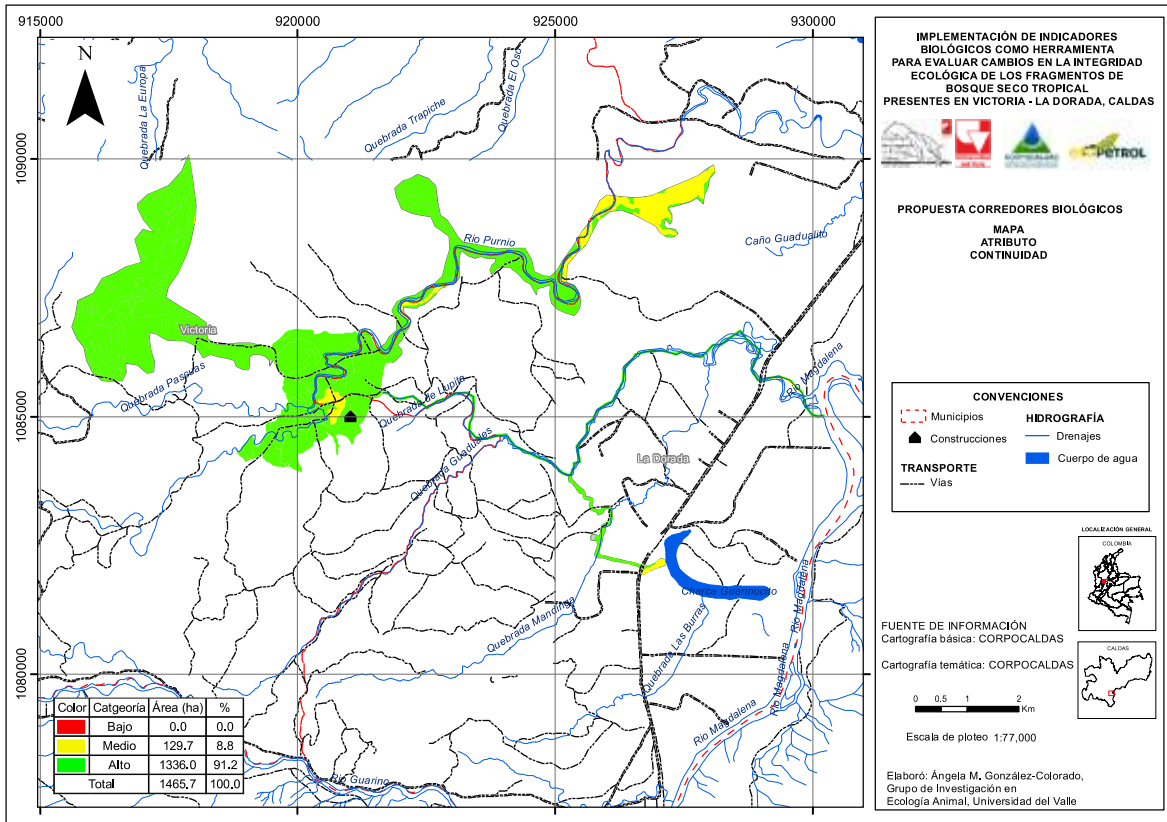 915000
920000
925000
930000
1090000
1085000
1080000
N
Quebrada La Europa
Quebrada Trapiche
Quebrada El Oso
Rio Purnio
Caño Guadualito
Victoria
Quebrada Pascuas
Quebrada de Lupita
Quebrada Guaduales
La Dorada
Rio Magdalena
Charca Guarinocito
Quebrada Mandinga
Quebrada Las Burras
Rio Magdalena
Rio Magdalena
Rio Magdalena
Rio Guarino
Color Catgeoría Área (ha) %
Bajo 0.0 0.0
Medio 129.7 8.8
Alto 1336.0 91.2
Total 1465.7 100.0
IMPLEMENTACIÓN DE INDICADORES
BIOLÓGICOS COMO HERRAMIENTA
PARA EVALUAR CAMBIOS EN LA INTEGRIDAD
ECOLÓGICA DE LOS FRAGMENTOS DE
BOSQUE SECO TROPICAL
PRESENTES EN VICTORIA - LA DORADA, CALDAS
PROPUESTA CORREDORES BIOLÓGICOS
MAPA
ATRIBUTO
CONTINUIDAD
CONVENCIONES
Municipios
Construcciones
TRANSPORTE
Vías
HIDROGRAFÍA
Drenajes
Cuerpo de agua
LOCALIZACIÓN GENERAL
COLOMBIA
CALDAS
FUENTE DE INFORMACIÓN
Cartografía básica: CORPOCALDAS
Cartografía temática: CORPOCALDAS
0 0.5 1 2
Km
Escala de ploteo 1:77,000
Elaboró: Ángela M. González-Colorado,
Grupo de Investigación en
Ecología Animal, Universidad del Valle